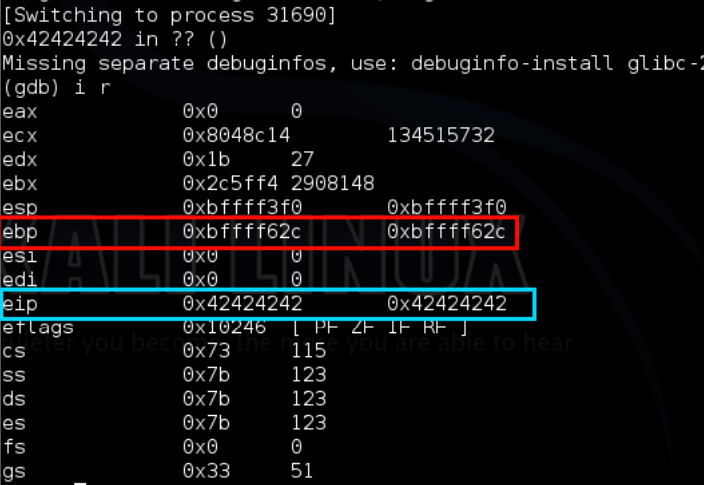 [Switching to process 31690]
0x42424242 in ?? ()
Missing separate debuginfos, use: debuginfo-install glibc-2
(gdb) i r
eax 0x0 0
ecx 0x8048c14 134515732
edx 0x1b 27
ebx 0x2c5ff4 2908148
esp 0xbffff3f0 0xbffff3f0
ebp 0xbffff62c 0xbffff62c
KALI LINUX
esi 0x0 0
edi 0x0 0
eip 0x42424242 0x42424242
eflags 0x10246 [ PF ZF IF RF ]
quieter you become the more you are able to hear.
cs 0x73 115
ss 0x7b 123
ds 0x7b 123
es 0x7b 123
fs 0x0 0
gs 0x33 51